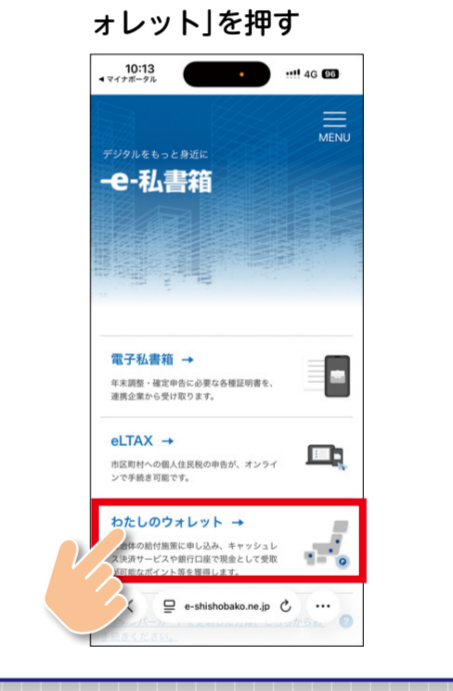 ォレット」を押す
10:13
4G 96
◀ マイナポータル
MENU
デジタルをもっと身近に
-e-私書箱
電子私書箱 →
年末調整・確定申告に必要な各種証明書を、
連携企業から受け取ります。
eLTAX →
市区町村への個人住民税の申告が、オンライ
ンで手続き可能です。
わたしのウォレット →
治体の給付施策に申し込み、キャッシュレ
ス決済サービスや銀行口座で現金として受取
が可能なポイント等を獲得します。
e-shishobako.ne.jp